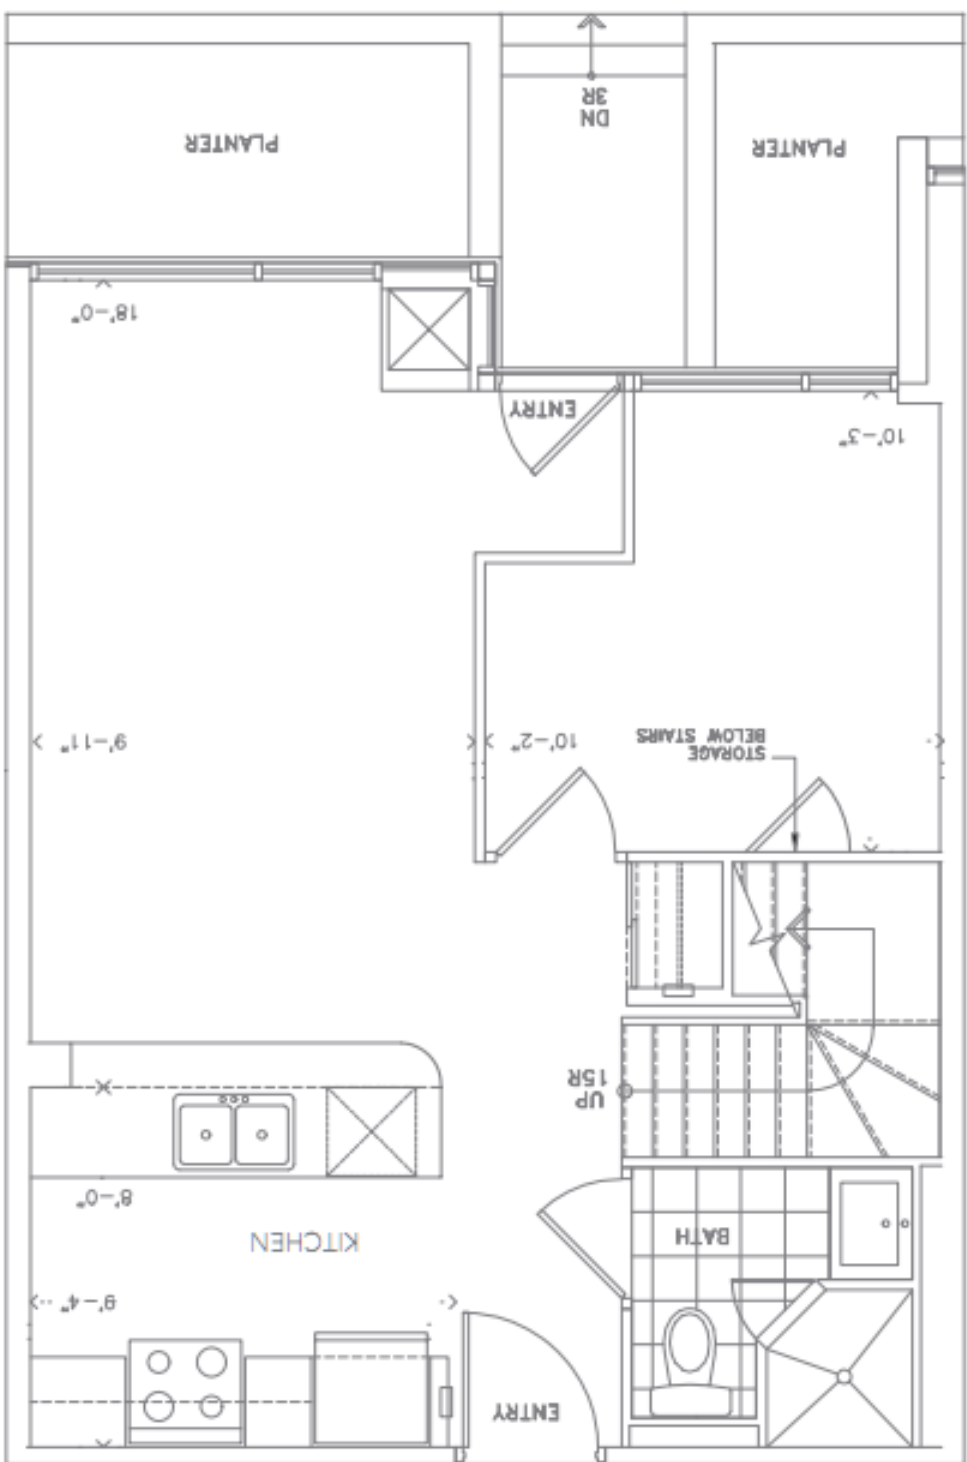 ENTRY
9'-4"
KITCHEN
8'-0"
BATH
UP
15R
STORAGE
BELOW STAIRS
10'-2"
9'-11"
10'-3"
ENTRY
18'-0"
PLANTER
PLANTER
DN
3R